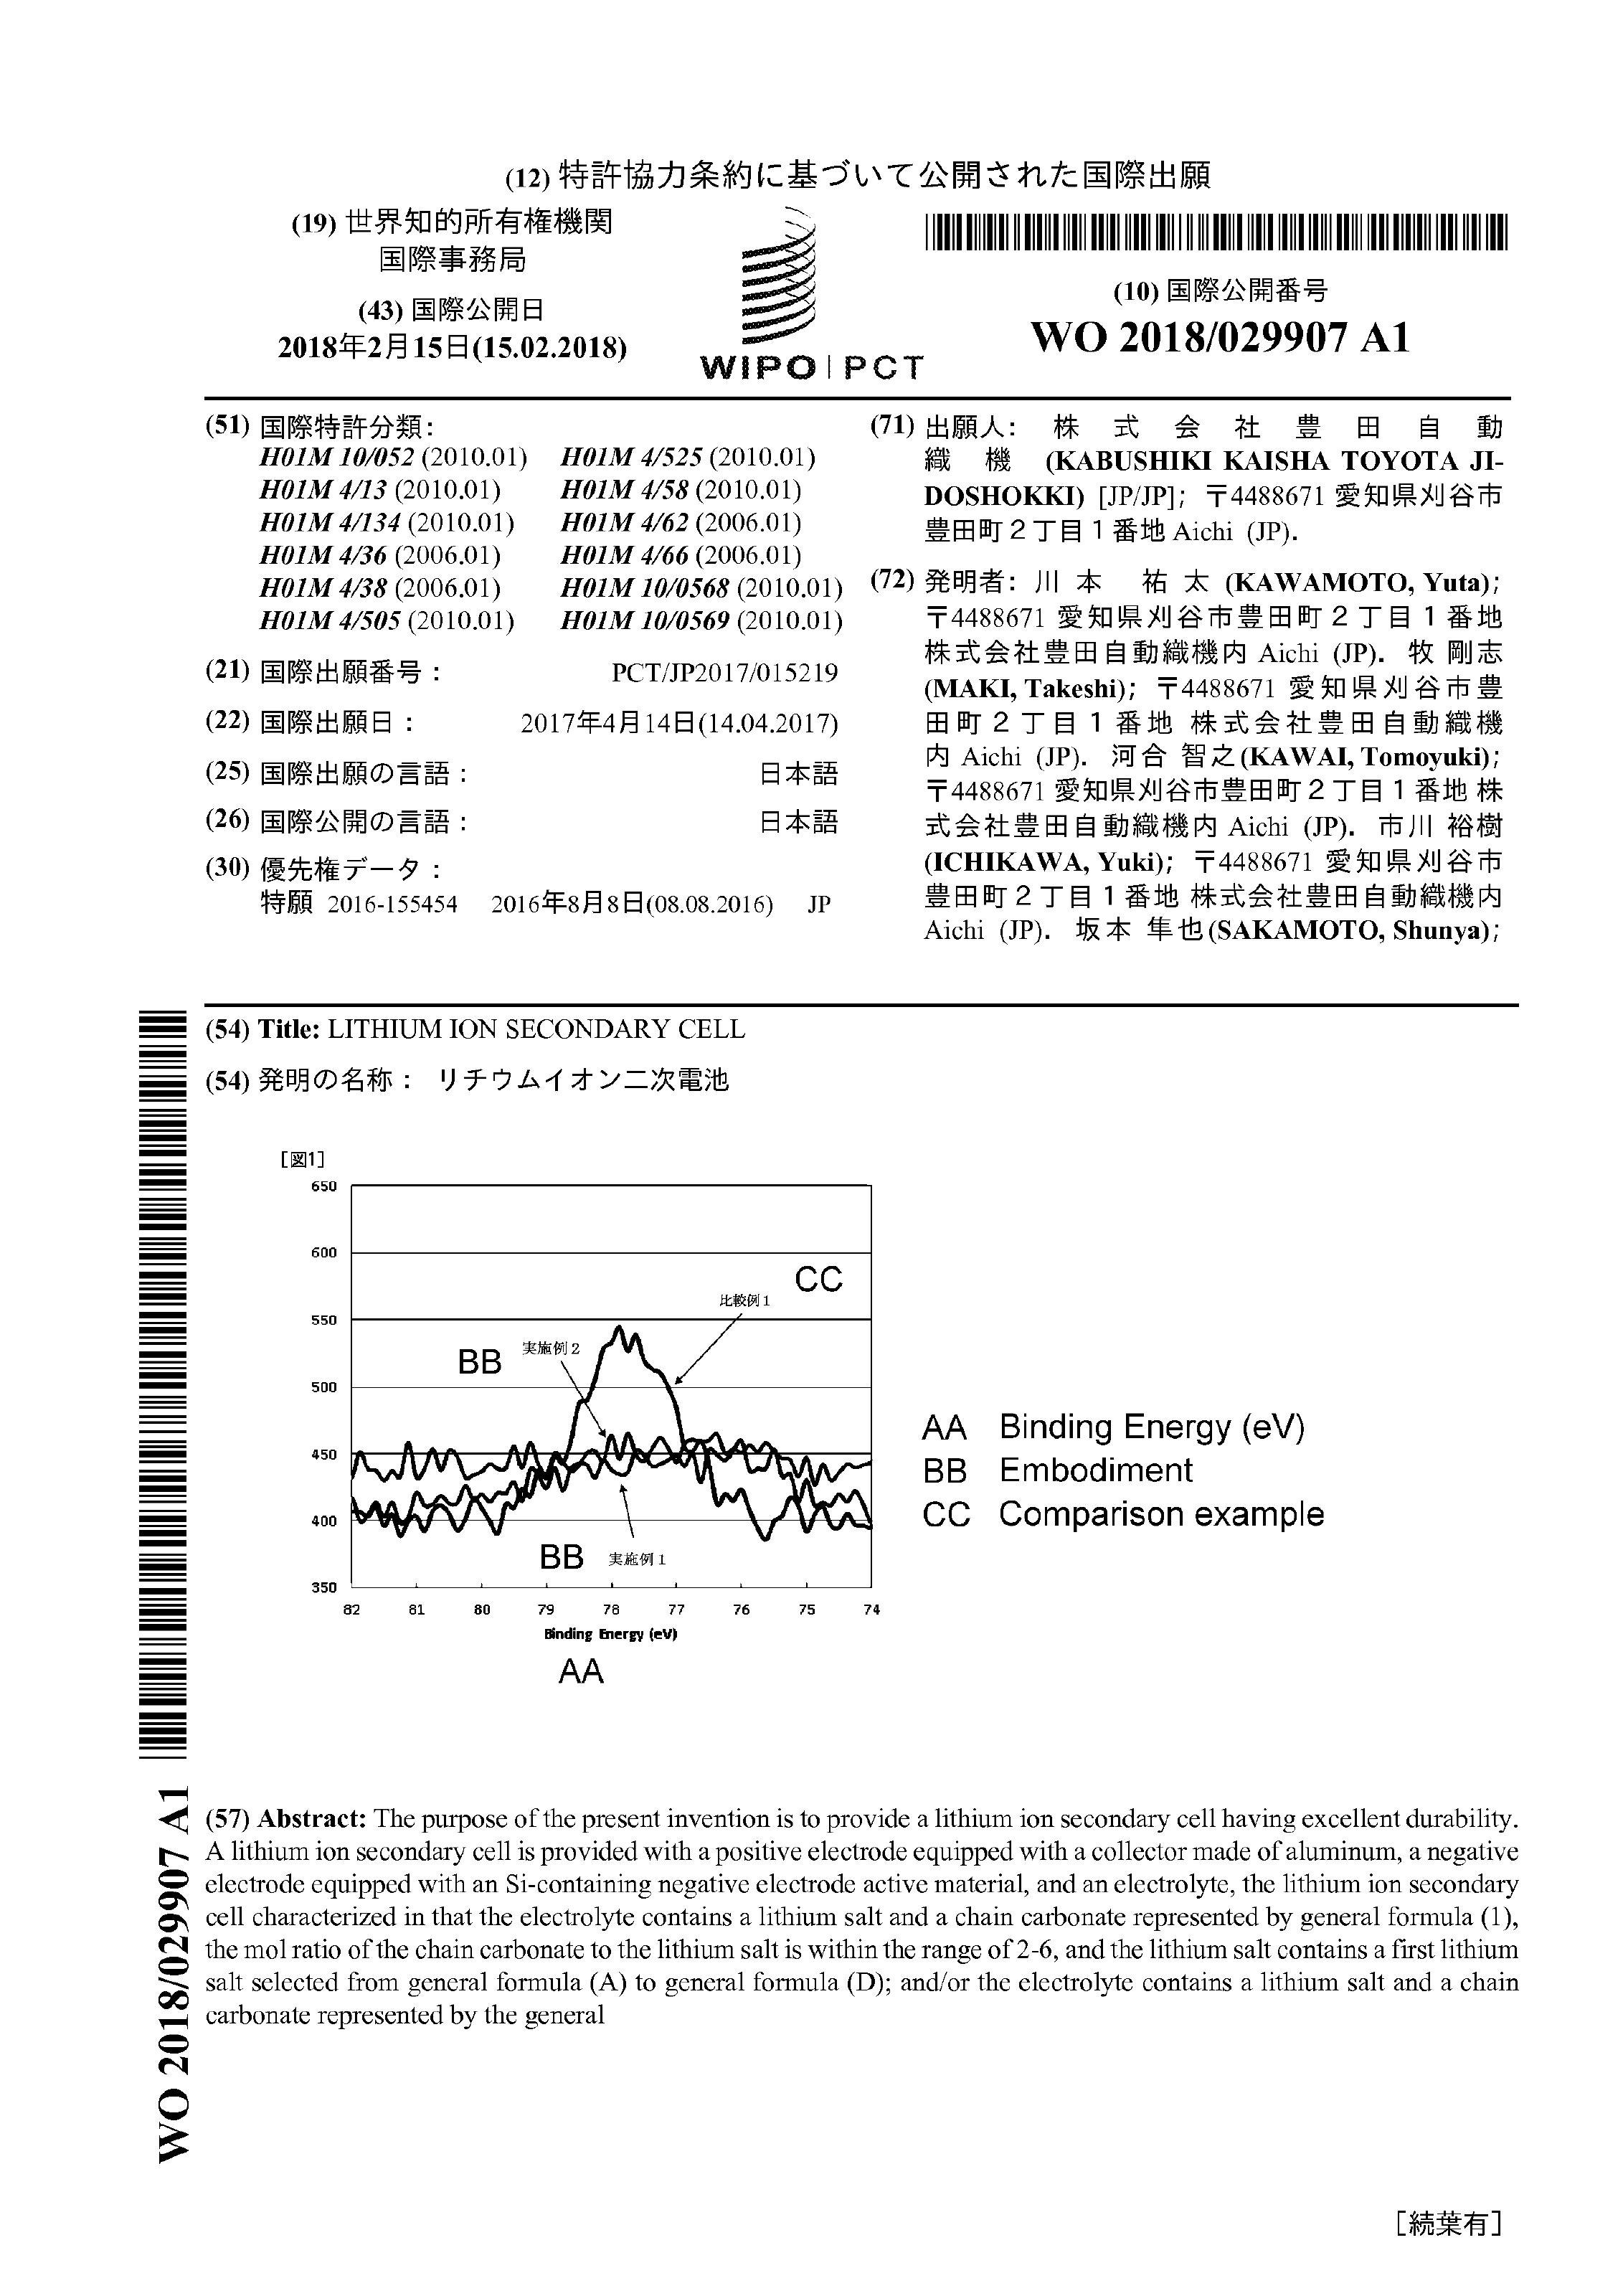 (12) 特許協力条約に基づいて公開された国際出願
(19) 世界知的所有権機関
国際事務局
(43) 国際公開日
2018年2月15日(15.02.2018)
WIPO | PCT
(10) 国際公開番号
WO 2018/029907 A1
(51) 国際特許分類:
H01M 10/052 (2010.01) H01M 4/525 (2010.01)
H01M 4/13 (2010.01) H01M 4/58 (2010.01)
H01M 4/134 (2010.01) H01M 4/62 (2006.01)
H01M 4/36 (2006.01) H01M 4/66 (2006.01)
H01M 4/38 (2006.01) H01M 10/0568 (2010.01)
H01M 4/505 (2010.01) H01M 10/0569 (2010.01)
(21) 国際出願番号: PCT/JP2017/015219
(22) 国際出願日: 2017年4月14日(14.04.2017)
(25) 国際出願の言語: 日本語
(26) 国際公開の言語: 日本語
(30) 優先権データ:
特願 2016-155454 2016年8月8日(08.08.2016) JP
(71) 出願人: 株式会社豊田自動
織機 (KABUSHIKI KAISHA TOYOTA JI-
DOSHOKKI) [JP/JP]; 〒4488671 愛知県刈谷市
豊田町2丁目1番地 Aichi (JP).
(72) 発明者: 川本 祐太 (KAWAMOTO, Yuta);
〒4488671 愛知県刈谷市豊田町2丁目1番地
株式会社豊田自動織機内 Aichi (JP). 牧 剛志
(MAKI, Takeshi); 〒4488671 愛知県刈谷市豊
田町2丁目1番地 株式会社豊田自動織機
内 Aichi (JP). 河合 智之(KAWAI, Tomoyuki);
〒4488671 愛知県刈谷市豊田町2丁目1番地 株
式会社豊田自動織機内 Aichi (JP). 市川 裕樹
(ICHIKAWA, Yuki); 〒4488671 愛知県刈谷市
豊田町2丁目1番地 株式会社豊田自動織機内
Aichi (JP). 坂本 隼也(SAKAMOTO, Shunya);
(54) Title: LITHIUM ION SECONDARY CELL
(54) 発明の名称: リチウムイオン二次電池
[図1]
650
600
550
500
450
400
350
CC
比較例1
BB
実施例2
BB
実施例1
82 81 80 79 78 77 76 75 74
Binding Energy (eV)
AA
AA Binding Energy (eV)
BB Embodiment
CC Comparison example
WO 2018/029907 A1
(57) Abstract: The purpose of the present invention is to provide a lithium ion secondary cell having excellent durability.
A lithium ion secondary cell is provided with a positive electrode equipped with a collector made of aluminum, a negative
electrode equipped with an Si-containing negative electrode active material, and an electrolyte, the lithium ion secondary
cell characterized in that the electrolyte contains a lithium salt and a chain carbonate represented by general formula (1),
the mol ratio of the chain carbonate to the lithium salt is within the range of 2-6, and the lithium salt contains a first lithium
salt selected from general formula (A) to general formula (D); and/or the electrolyte contains a lithium salt and a chain
carbonate represented by the general
[続葉有]